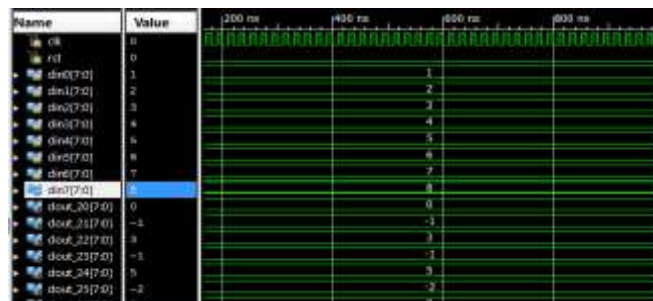 Name Value 200 ns 400 ns 600 ns 800 ns
clk 0
rst 0
din0[7:0] 1 1
din1[7:0] 2 2
din2[7:0] 3 3
din3[7:0] 4 4
din4[7:0] 5 5
din5[7:0] 6 6
din6[7:0] 7 7
din7[7:0] 8 8
dout_20[7:0] 0 0
dout_21[7:0] -1 -1
dout_22[7:0] 3 3
dout_23[7:0] -1 -1
dout_24[7:0] 5
dout_25[7:0] -2 -2